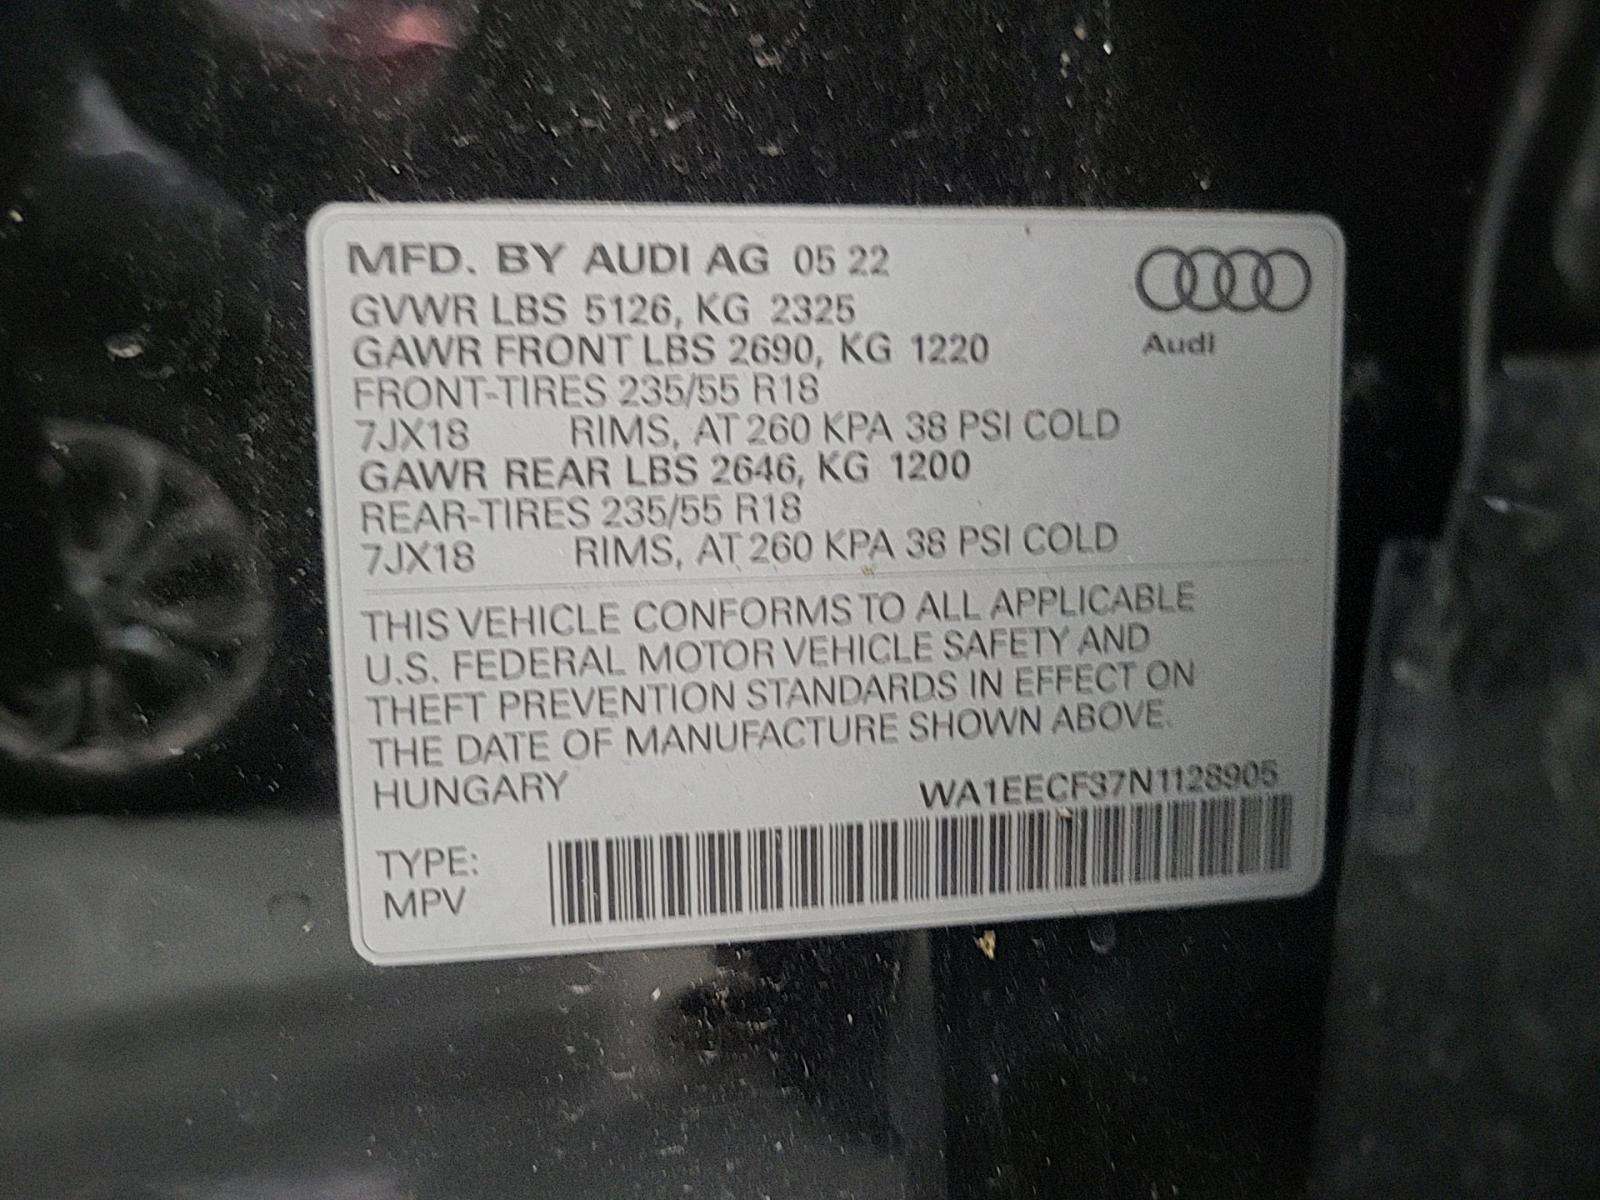 MFD. BY AUDI AG 05 22
GVWR LBS 5126, KG 2325
GAWR FRONT LBS 2690, KG 1220
FRONT-TIRES 235/55 R18
7JX18 RIMS, AT 260 KPA 38 PSI COLD
GAWR REAR LBS 2646, KG 1200
REAR-TIRES 235/55 R18
7JX18 RIMS, AT 260 KPA 38 PSI COLD
Audi
THIS VEHICLE CONFORMS TO ALL APPLICABLE
U.S. FEDERAL MOTOR VEHICLE SAFETY AND
THEFT PREVENTION STANDARDS IN EFFECT ON
THE DATE OF MANUFACTURE SHOWN ABOVE.
HUNGARY WA1EECF37N1128905
TYPE:
MPV